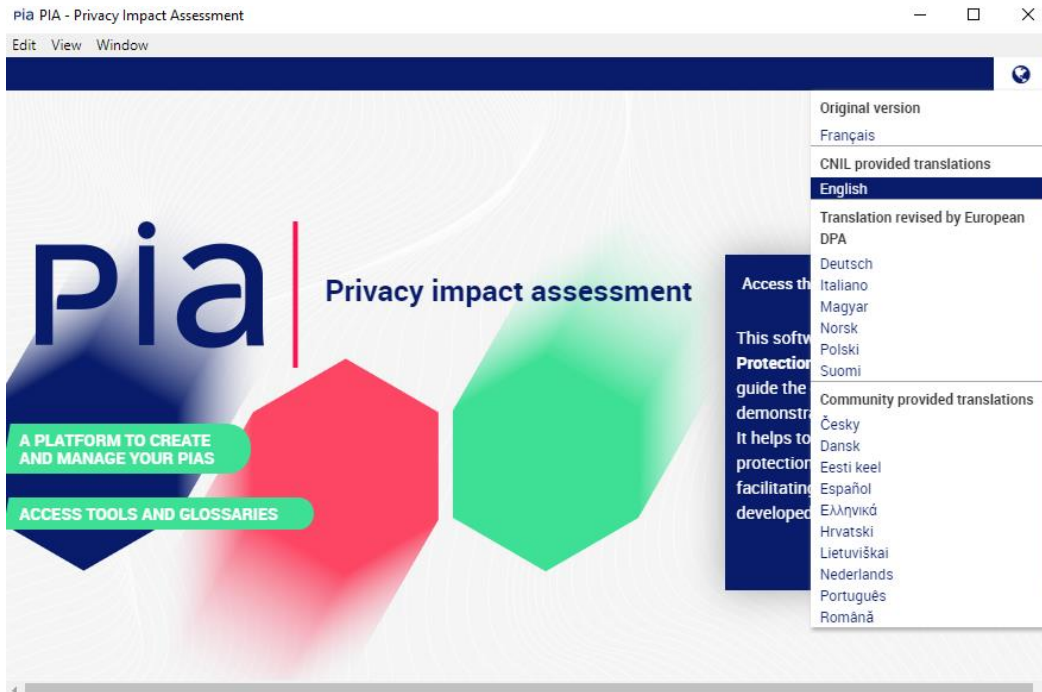 pia PIA - Privacy Impact Assessment
Edit View Window
Original version
Français
CNIL provided translations
English
Translation revised by European
DPA
Deutsch
Italiano
Magyar
Norsk
Polski
Suomi
Community provided translations
Česky
Dansk
Eesti keel
Español
Ελληνικά
Hrvatski
Lietuviškai
Nederlands
Português
Română
pia
Privacy impact assessment
A PLATFORM TO CREATE
AND MANAGE YOUR PIAS
ACCESS TOOLS AND GLOSSARIES
Access
This
Protection
guide the
It helps to
protection
facilitating
developed